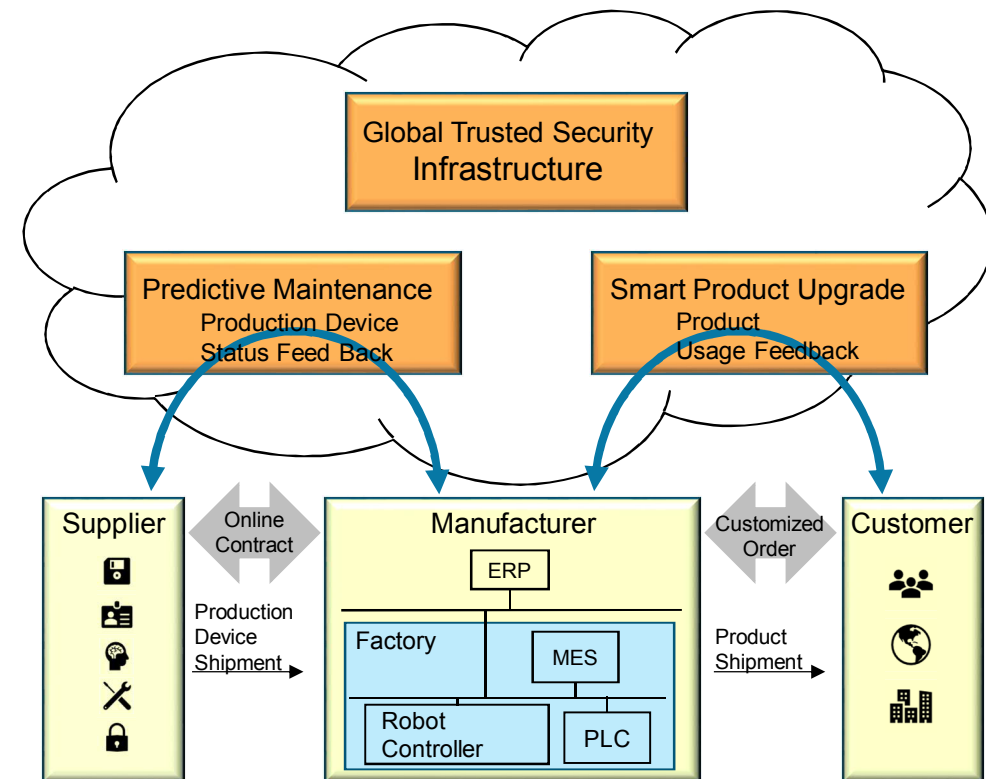 Global Trusted Security
Infrastructure
Predictive Maintenance
Production Device
Status Feed Back
Smart Product Upgrade
Product
Usage Feedback
Supplier
Online
Contract
Production
Device
Shipment
Manufacturer
ERP
Factory
MES
Robot
Controller
PLC
Customized
Order
Product
Shipment
Customer